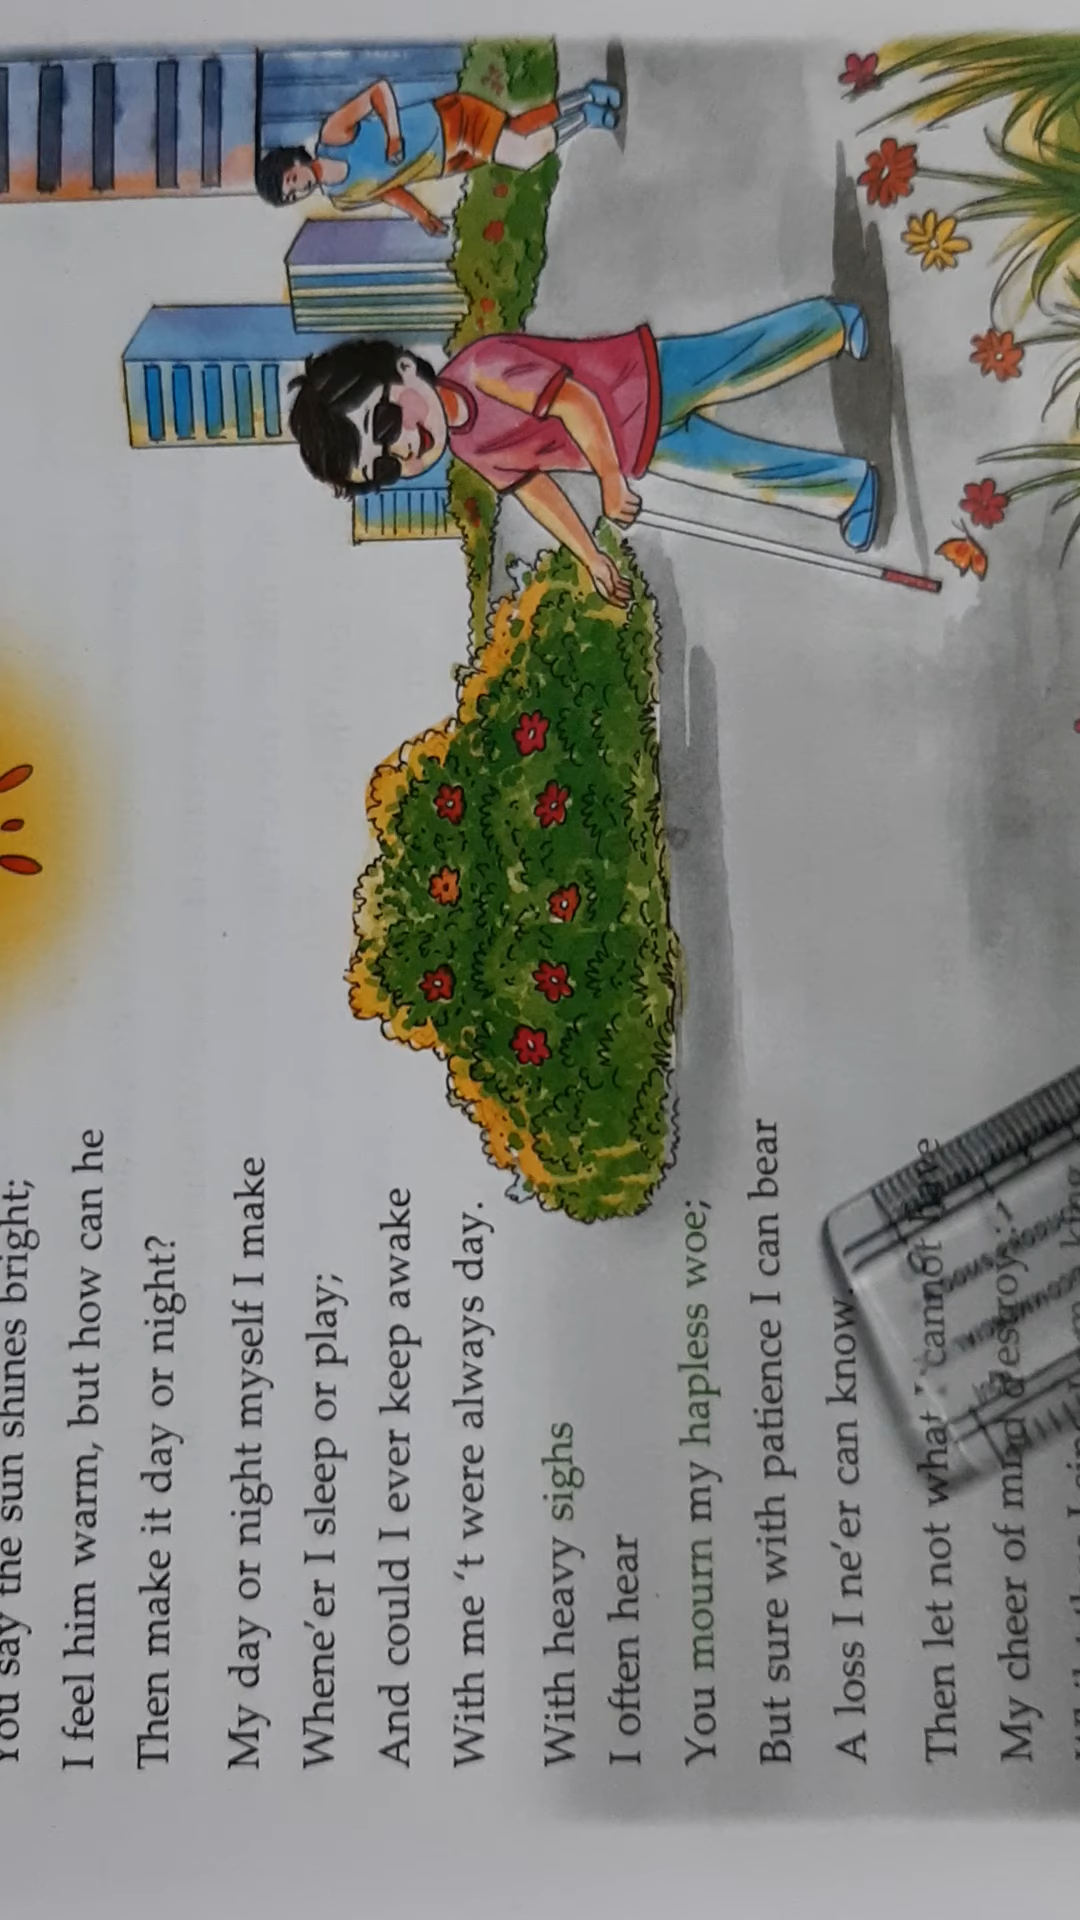 You say the sun shines bright;
I feel him warm, but how can he
Then make it day or night?
My day or night myself I make
Whene'er I sleep or play;
And could I ever keep awake
With me 't were always day.
With heavy sighs
I often hear
You mourn my hapless woe;
But sure with patience I can bear
A loss I ne'er can know.
Then let not what I cannot have
My cheer of mind destroy;